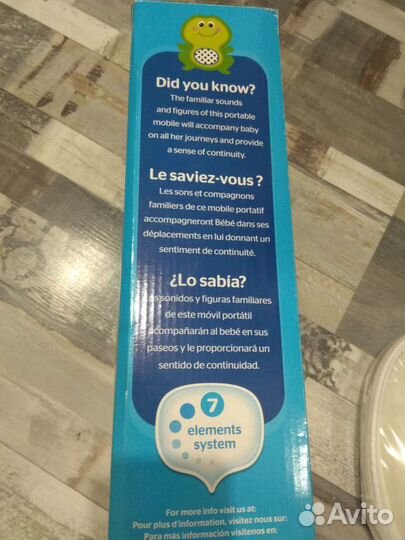 Did you know?
The familiar sounds
and figures of this portable
mobile will accompany baby
on all her journeys and provide
a sense of continuity.
Le saviez-vous ?
Les sons et compagnons
familiers de ce mobile portatif
accompagneront Bébé dans ses
déplacements en lui donnant un
sentiment de continuité.
¿Lo sabía?
Los sonidos y figuras familiares
de este móvil portátil
acompañarán al bebé en sus
paseos y le proporcionará un
sentido de continuidad.
7
elements
system
For more info visit us at:
Pour plus d'information, visitez nous sur:
Para más información visitenos en:
Avito